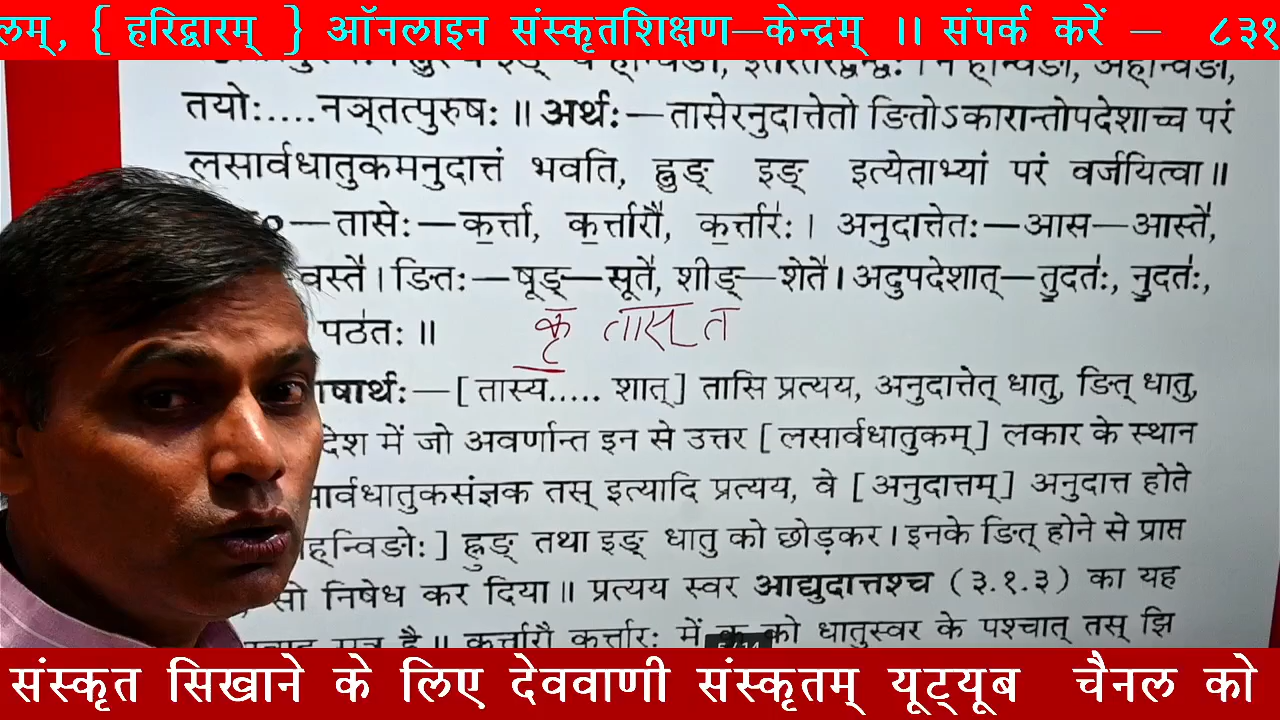 लम्, { हरिद्वारम् } ऑनलाइन संस्कृतशिक्षण–केन्द्रम् ।। संपर्क करें – ८३१
तयोः.....नञ्तत्पुरुषः ॥ अर्थः—तासेरनुदात्तेतो ङितोऽकारान्तोपदेशाच्च परं
लसार्वधातुकमनुदात्तं भवति, ह्नुङ् इङ् इत्येताभ्यां परं वर्जयित्वा ॥
—तासेः—क॒र्त्ता, क॒र्त्तारौ॑, क॒र्त्तार॑ः । अनुदात्तेतः—आस—आस्ते॑,
वस्ते॑ । ङितः—षूङ्—सूते॑, शीङ्—शेते॑ । अदुपदेशात्—तु॒दत॑ः, नु॒दत॑ः,
पठ॑तः ॥
कृ तास् त
षार्थः—[ तास्य..... शात् ] तासि प्रत्यय, अनुदात्तेत् धातु, ङित् धातु,
देश में जो अवर्णान्त इन से उत्तर [ लसार्वधातुकम् ] लकार के स्थान
सार्वधातुकसंज्ञक तस् इत्यादि प्रत्यय, वे [ अनुदात्तम् ] अनुदात्त होते
ह्न्विङोः ] ह्नुङ् तथा इङ् धातु को छोड़कर । इनके ङित् होने से प्राप्त
सो निषेध कर दिया ॥ प्रत्यय स्वर आद्युदात्तश्च ( ३.१.३ ) का यह
है ॥ कर्त्तारौ कर्त्तारः में कृ को धातुस्वर के पश्चात् तस् झि
संस्कृत सिखाने के लिए देववाणी संस्कृतम् यूट्यूब चैनल को